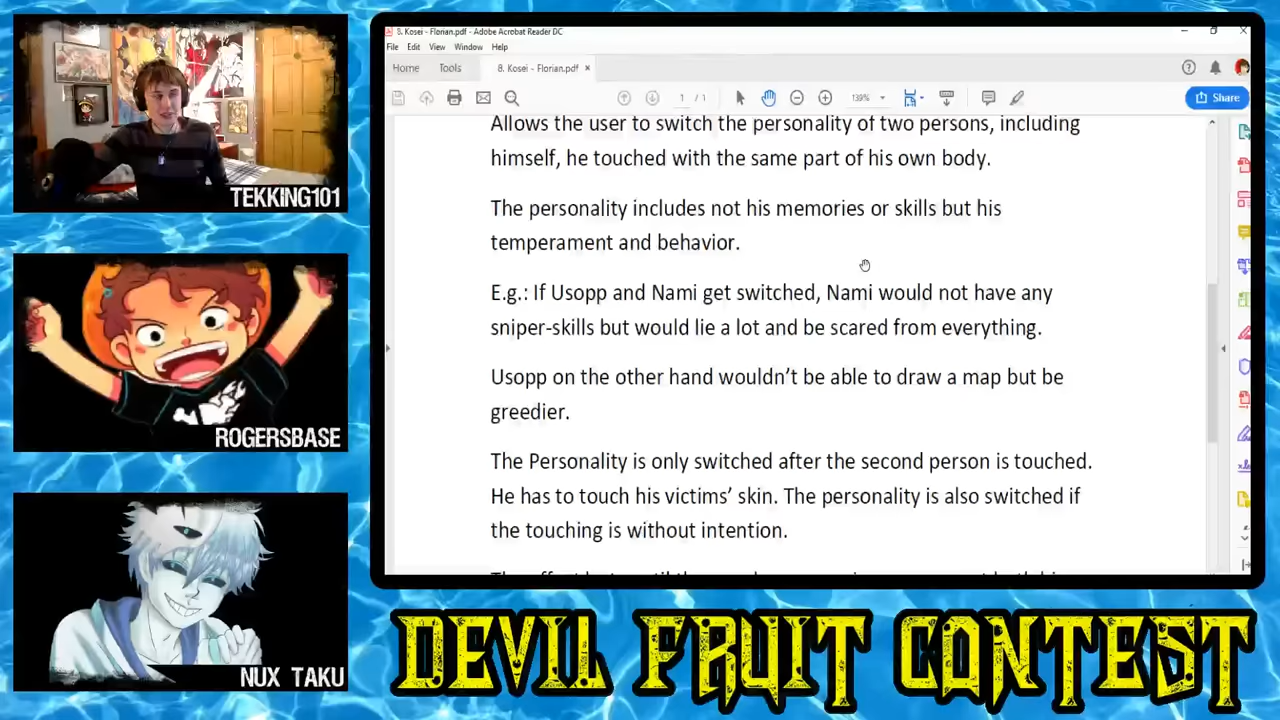 TEKKING101
ROGERSBASE
NUX TAKU
8. Kosei - Florian.pdf - Adobe Acrobat Reader DC
File Edit View Window Help
Home Tools 8. Kosei - Florian.pdf ×
1 / 1 139% Share
Allows the user to switch the personality of two persons, including
himself, he touched with the same part of his own body.
The personality includes not his memories or skills but his
temperament and behavior.
E.g.: If Usopp and Nami get switched, Nami would not have any
sniper-skills but would lie a lot and be scared from everything.
Usopp on the other hand wouldn't be able to draw a map but be
greedier.
The Personality is only switched after the second person is touched.
He has to touch his victims' skin. The personality is also switched if
the touching is without intention.
DEVIL FRUIT CONTEST